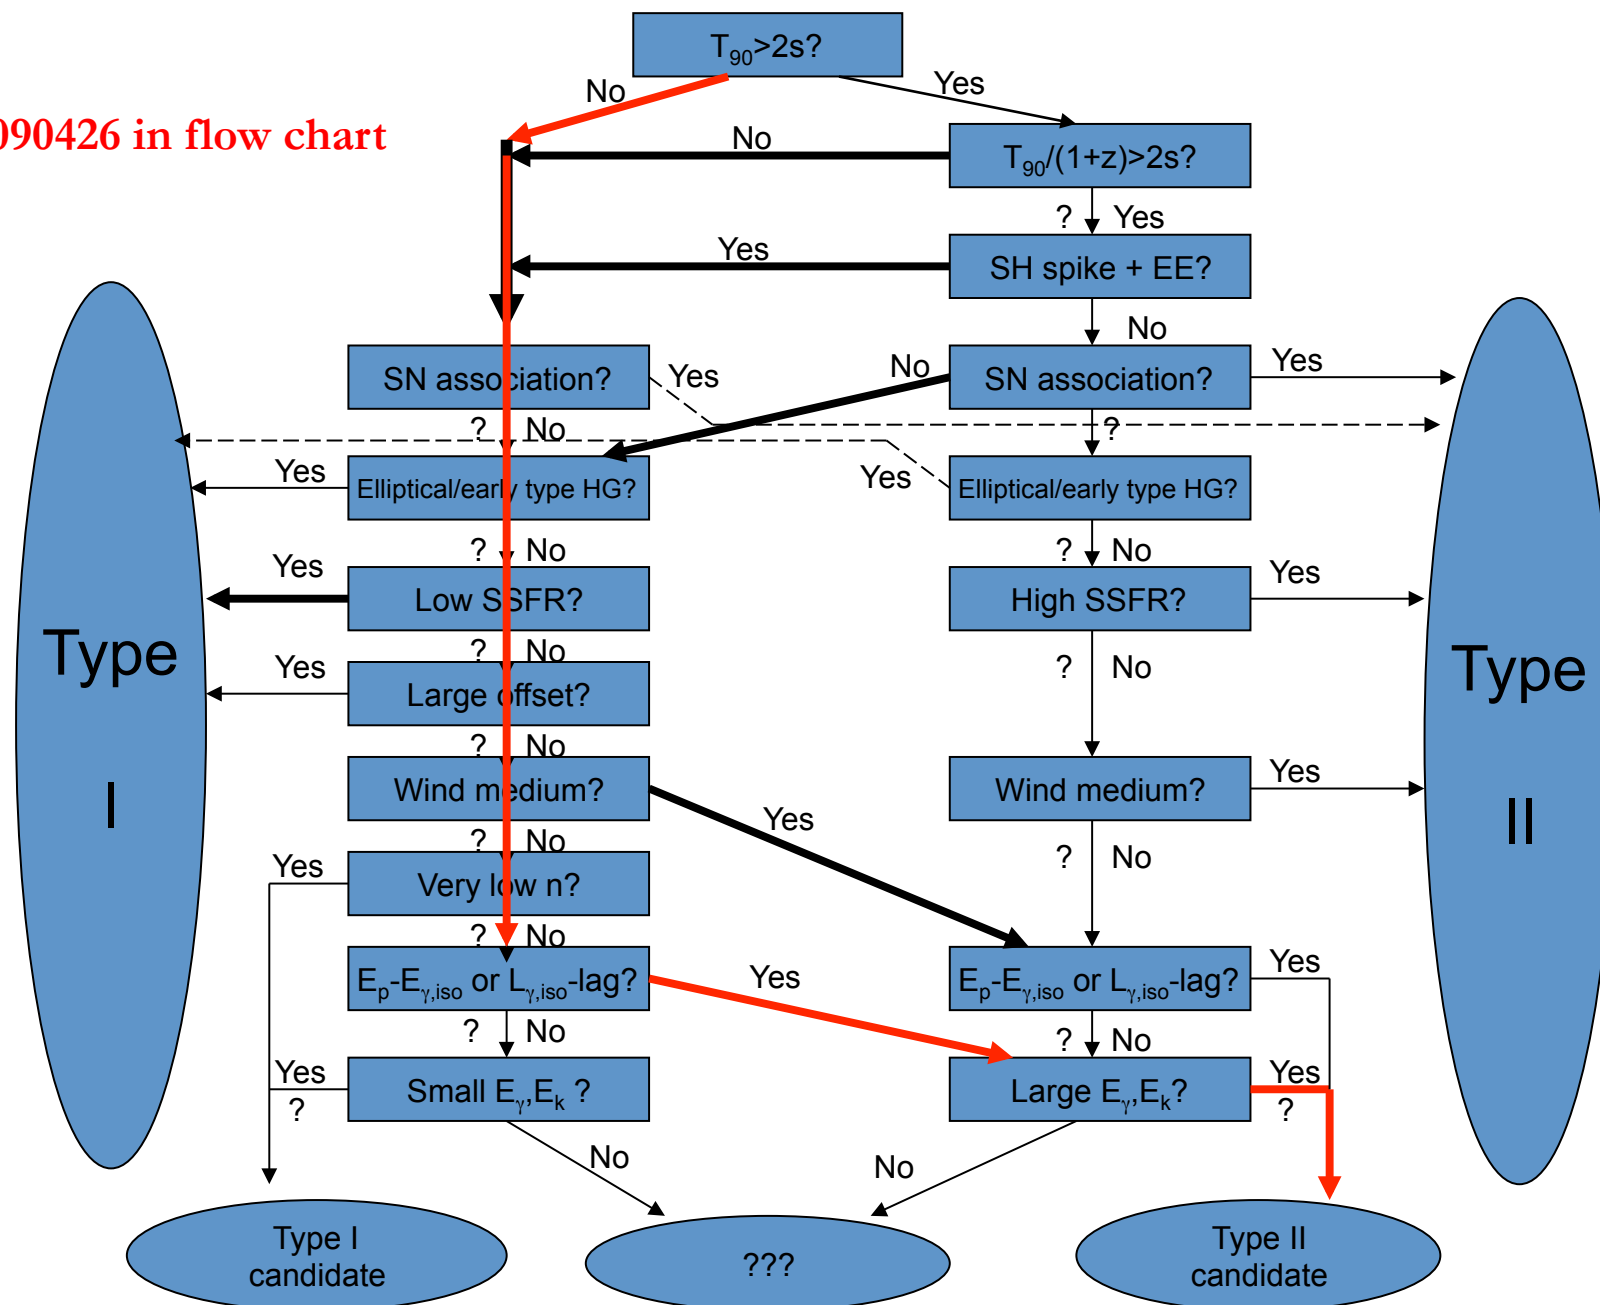 T90>2s?
No
Yes
090426 in flow chart
No
T90/(1+z)>2s?
? Yes
Yes
SH spike + EE?
No
SN association?
Yes
No
SN association?
Yes
? No
?
Yes
Elliptical/early type HG?
Yes
Elliptical/early type HG?
? No
? No
Yes
Low SSFR?
High SSFR?
Yes
Type
I
Type
II
? No
? No
Yes
Large offset?
? No
Wind medium?
Yes
Wind medium?
Yes
? No
? No
Yes
Very low n?
? No
Ep-Eγ,iso or Lγ,iso-lag?
Yes
Ep-Eγ,iso or Lγ,iso-lag?
Yes
? No
? No
Yes
?
Small Eγ,Ek ?
Large Eγ,Ek?
Yes
?
No
No
Type I
candidate
???
Type II
candidate